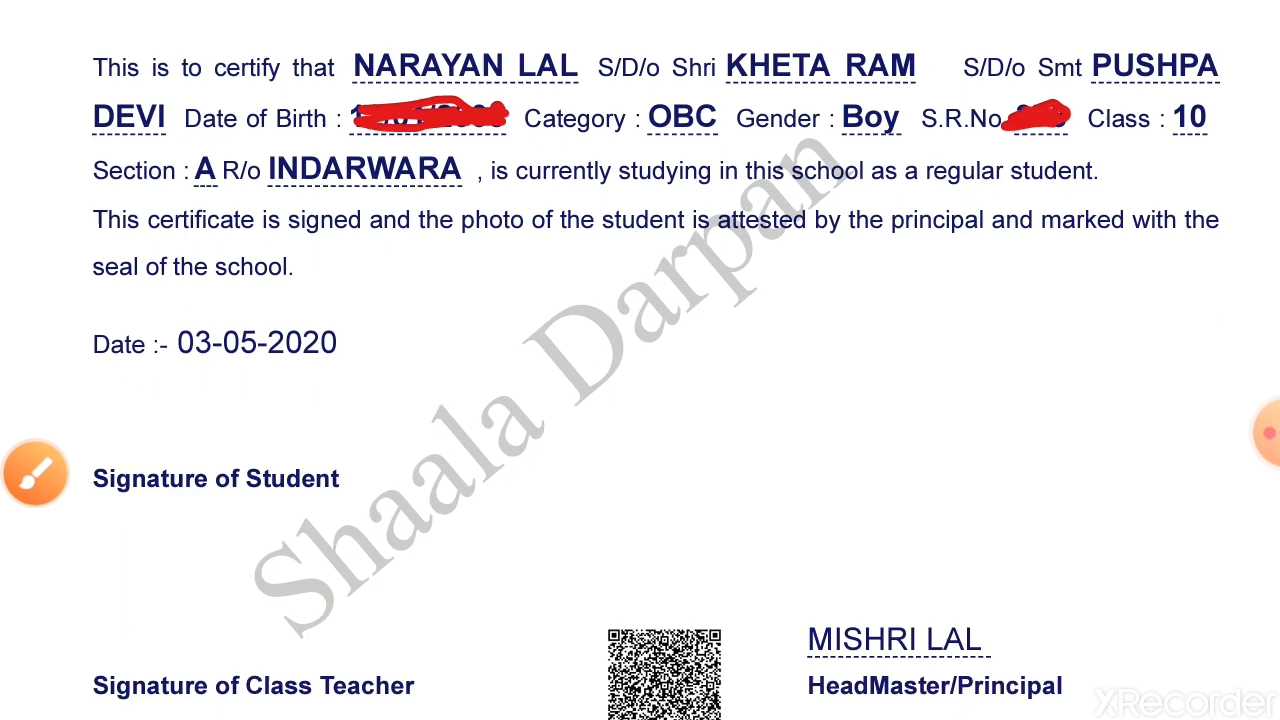 This is to certify that NARAYAN LAL S/D/o Shri KHETA RAM S/D/o Smt PUSHPA
DEVI Date of Birth : Category : OBC Gender : Boy S.R.No Class : 10
Section : A R/o INDARWARA , is currently studying in this school as a regular student.
This certificate is signed and the photo of the student is attested by the principal and marked with the
seal of the school.
Date :- 03-05-2020
Shaala Darpan
Signature of Student
MISHRI LAL
Signature of Class Teacher HeadMaster/Principal
XRecorder